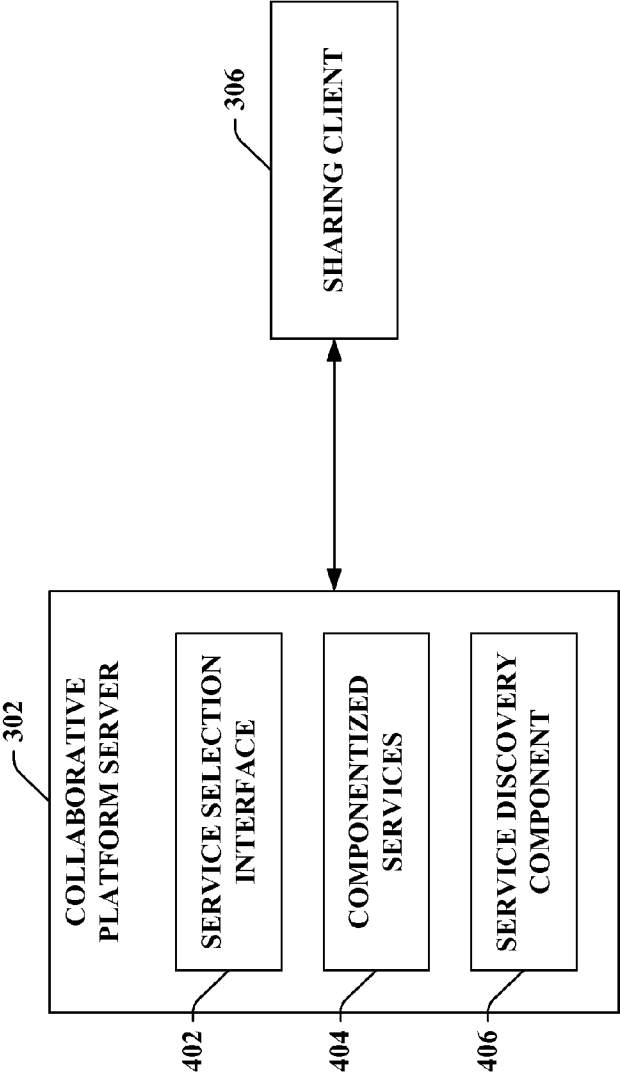 302
COLLABORATIVE
PLATFORM SERVER
402
SERVICE SELECTION
INTERFACE
404
COMPONENTIZED
SERVICES
406
SERVICE DISCOVERY
COMPONENT
306
SHARING CLIENT